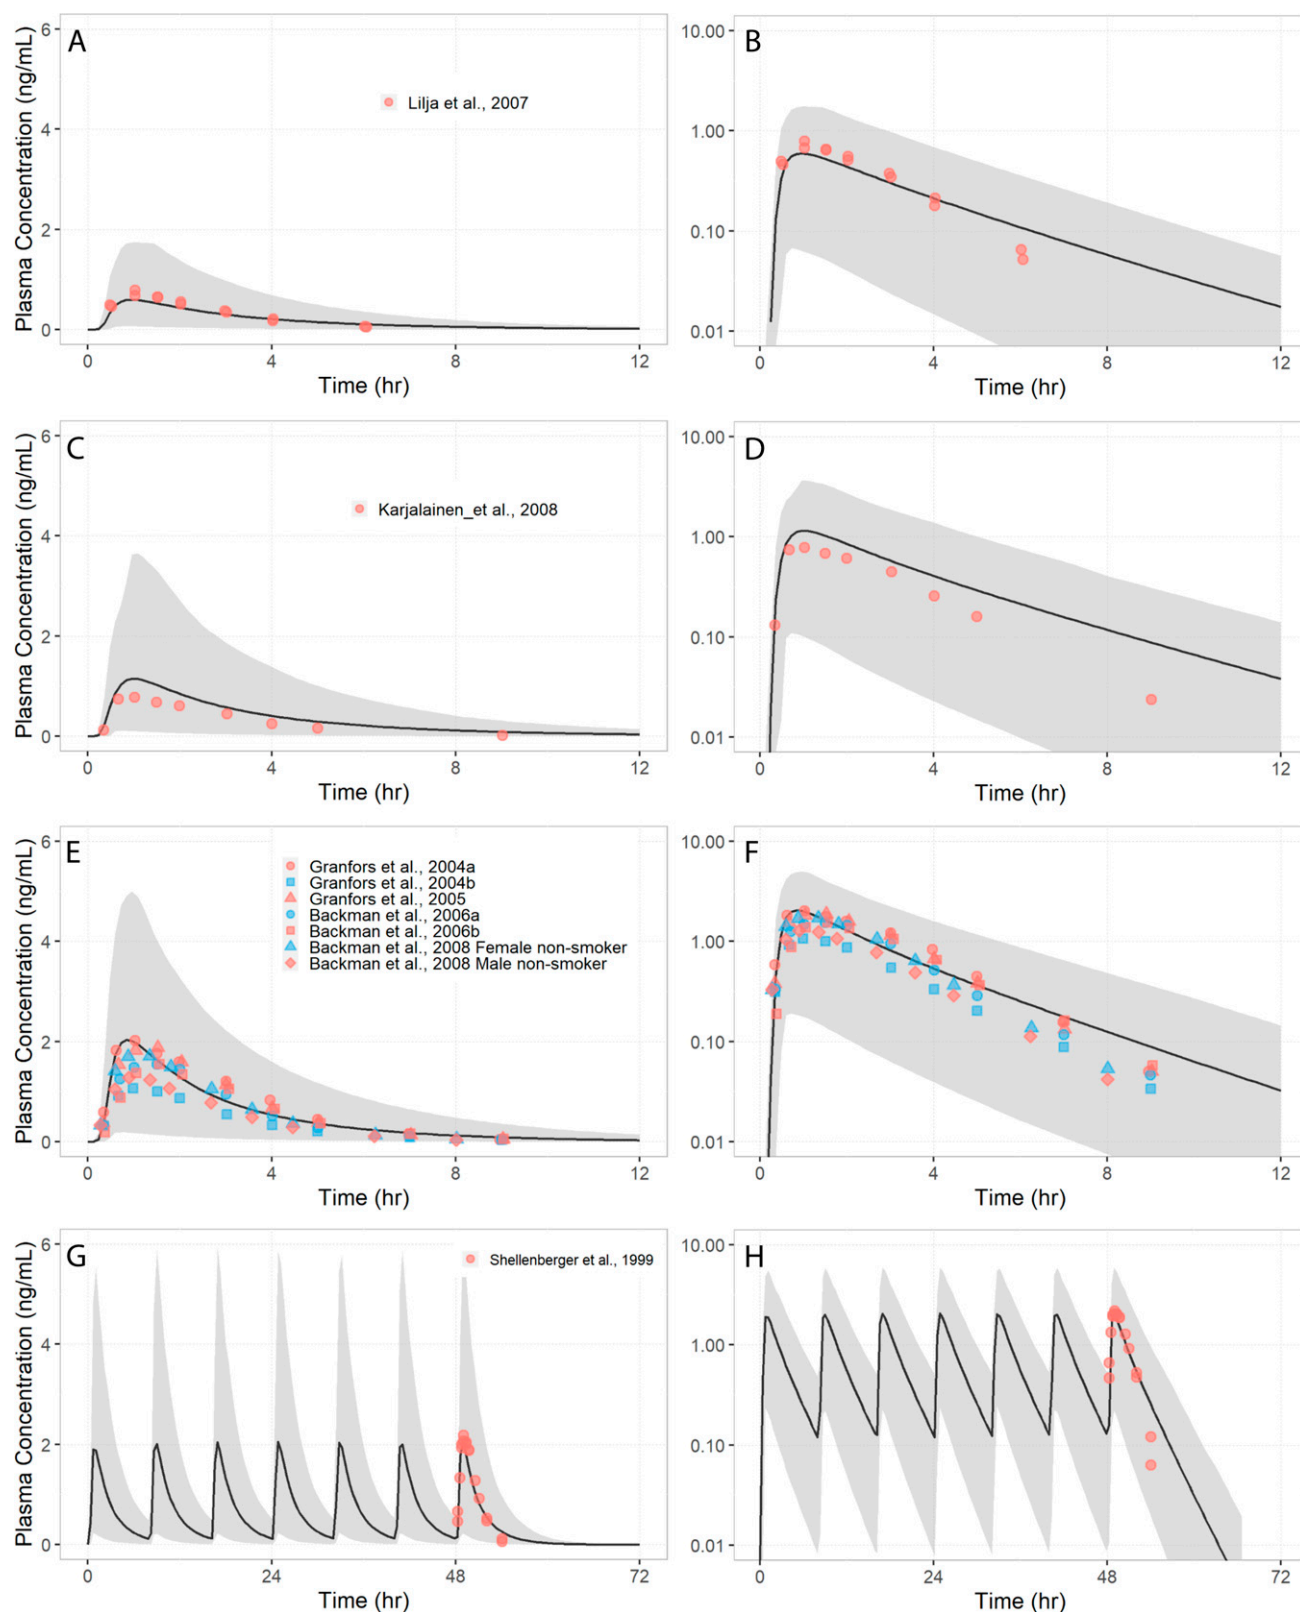 A
Plasma Concentration (ng/mL)
6
4
2
0
Lilja et al., 2007
0 4 8 12
Time (hr)
B
10.00
1.00
0.10
0.01
0 4 8 12
Time (hr)
C
Plasma Concentration (ng/mL)
6
4
2
0
Karjalainen_et al., 2008
0 4 8 12
Time (hr)
D
10.00
1.00
0.10
0.01
0 4 8 12
Time (hr)
E
Plasma Concentration (ng/mL)
6
4
2
0
Granfors et al., 2004a
Granfors et al., 2004b
Granfors et al., 2005
Backman et al., 2006a
Backman et al., 2006b
Backman et al., 2008 Female non-smoker
Backman et al., 2008 Male non-smoker
0 4 8 12
Time (hr)
F
10.00
1.00
0.10
0.01
0 4 8 12
Time (hr)
G
Plasma Concentration (ng/mL)
6
4
2
0
Shellenberger et al., 1999
0 24 48 72
Time (hr)
H
10.00
1.00
0.10
0.01
0 24 48 72
Time (hr)